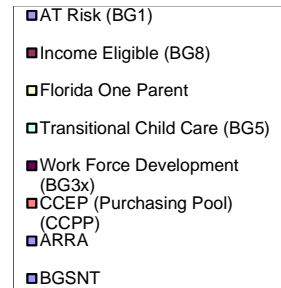 AT Risk (BG1)
Income Eligible (BG8)
Florida One Parent
Transitional Child Care (BG5)
Work Force Development
(BG3x)
CCEP (Purchasing Pool)
(CCPP)
ARRA
BGSNT